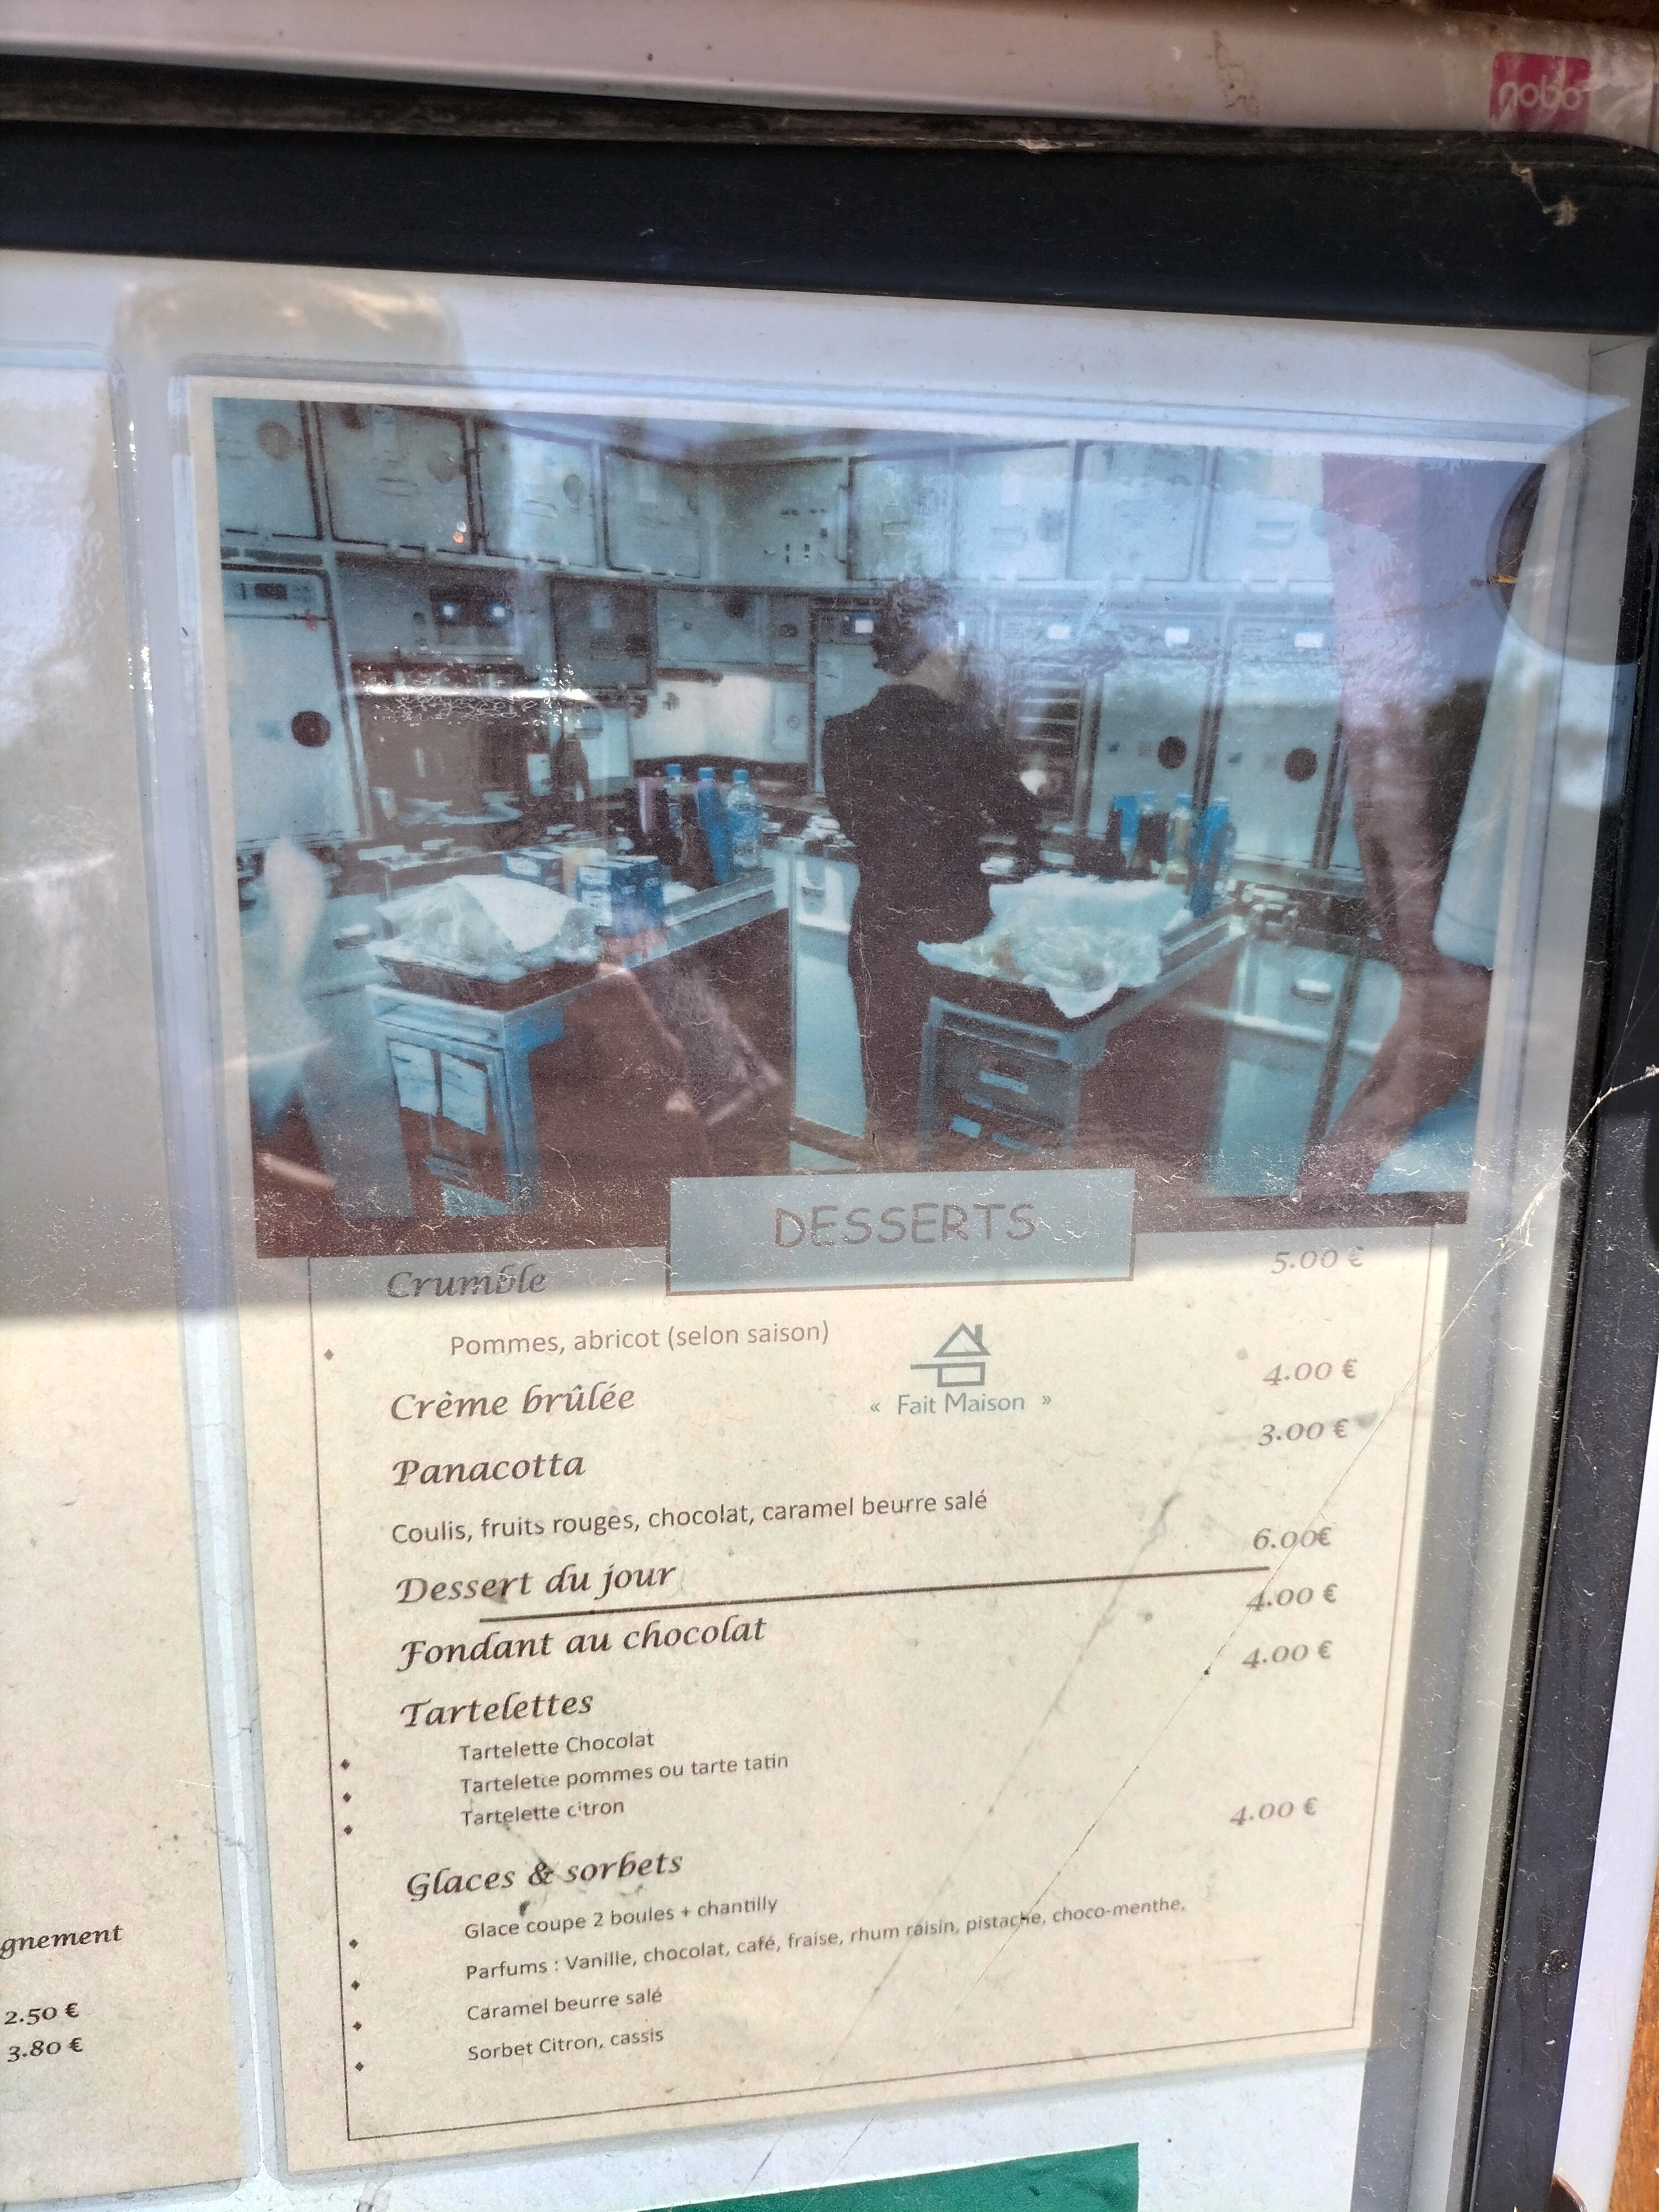 nobo
DESSERTS
Crumble 5.00 €
Pommes, abricot (selon saison)
« Fait Maison »
Crème brûlée 4.00 €
Panacotta 3.00 €
Coulis, fruits rouges, chocolat, caramel beurre salé
Dessert du jour 6.00€
Fondant au chocolat 4.00 €
Tartelettes 4.00 €
Tartelette Chocolat
Tartelette pommes ou tarte tatin
Tartelette citron
Glaces & sorbets 4.00 €
Glace coupe 2 boules + chantilly
Parfums : Vanille, chocolat, café, fraise, rhum raisin, pistache, choco-menthe,
Caramel beurre salé
Sorbet Citron, cassis
gnement
2.50 €
3.80 €